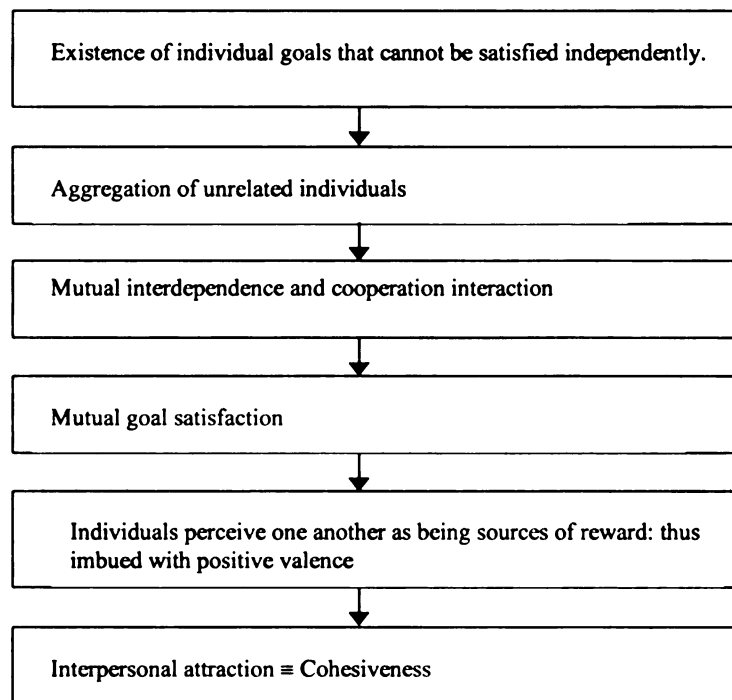 Existence of individual goals that cannot be satisfied independently.
Aggregation of unrelated individuals
Mutual interdependence and cooperation interaction
Mutual goal satisfaction
Individuals perceive one another as being sources of reward: thus
imbued with positive valence
Interpersonal attraction ≡ Cohesiveness